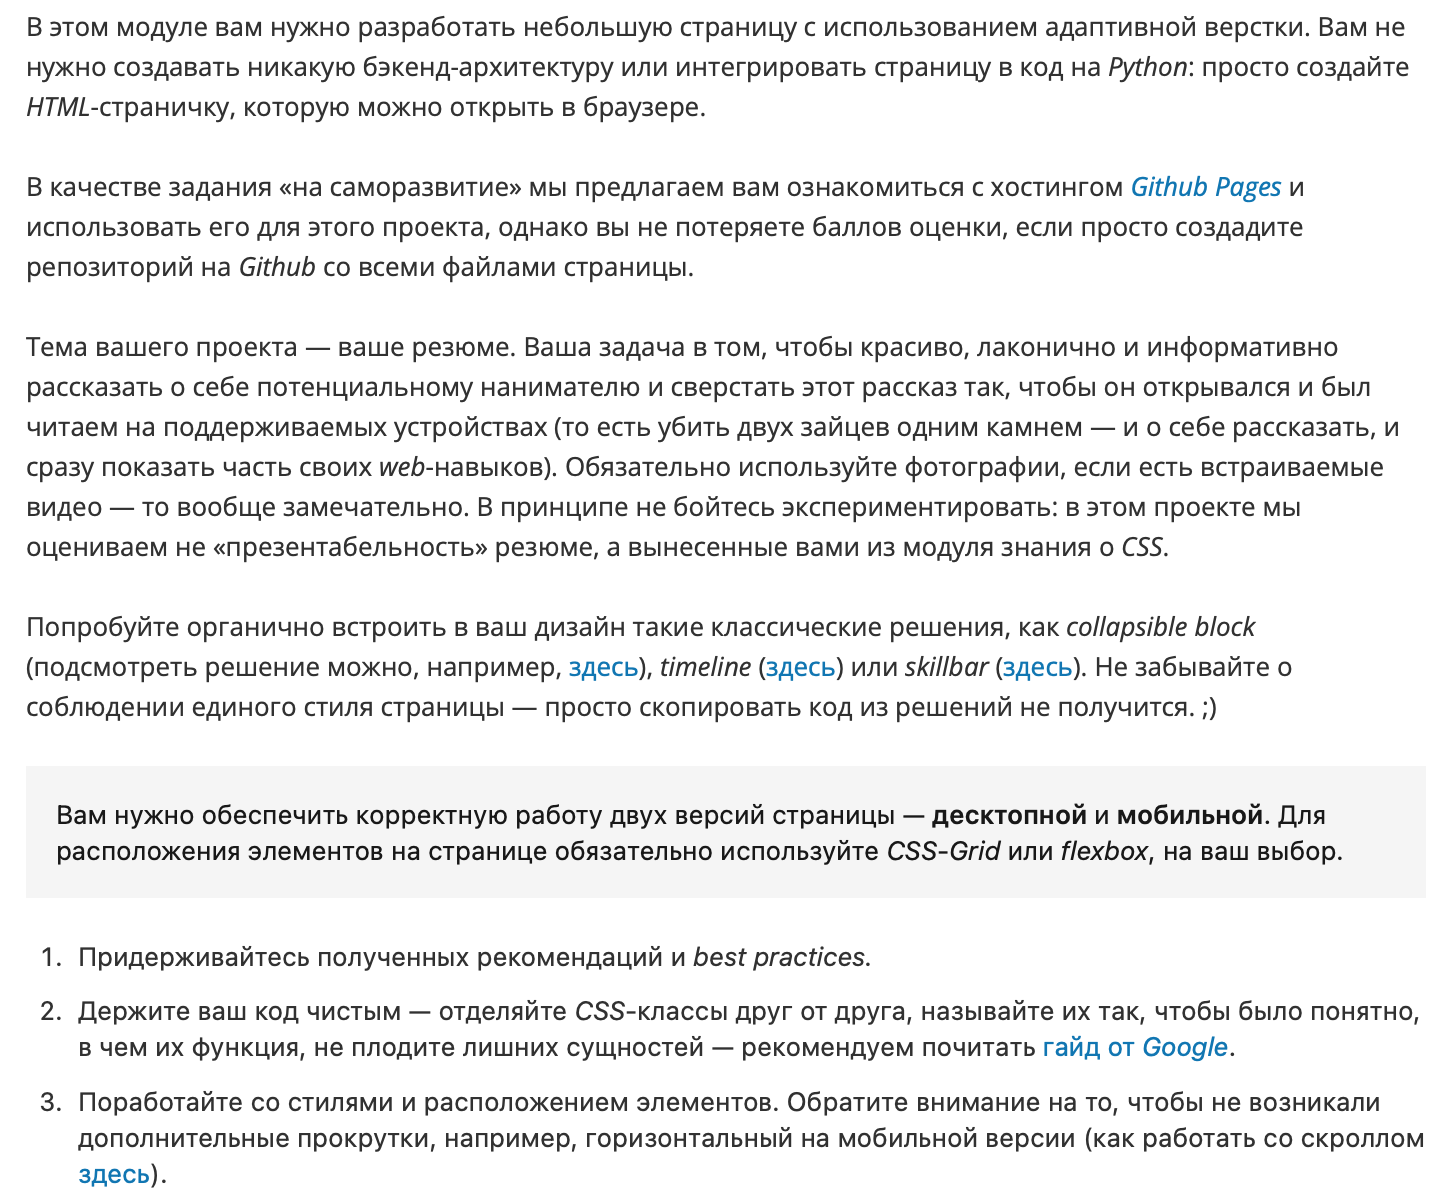 В этом модуле вам нужно разработать небольшую страницу с использованием адаптивной верстки. Вам не
нужно создавать никакую бэкенд-архитектуру или интегрировать страницу в код на Python: просто создайте
HTML-страничку, которую можно открыть в браузере.
В качестве задания «на саморазвитие» мы предлагаем вам ознакомиться с хостингом Github Pages и
использовать его для этого проекта, однако вы не потеряете баллов оценки, если просто создадите
репозиторий на Github со всеми файлами страницы.
Тема вашего проекта — ваше резюме. Ваша задача в том, чтобы красиво, лаконично и информативно
рассказать о себе потенциальному нанимателю и сверстать этот рассказ так, чтобы он открывался и был
читаем на поддерживаемых устройствах (то есть убить двух зайцев одним камнем — и о себе рассказать, и
сразу показать часть своих web-навыков). Обязательно используйте фотографии, если есть встраиваемые
видео — то вообще замечательно. В принципе не бойтесь экспериментировать: в этом проекте мы
оцениваем не «презентабельность» резюме, а вынесенные вами из модуля знания о CSS.
Попробуйте органично встроить в ваш дизайн такие классические решения, как collapsible block
(подсмотреть решение можно, например, здесь), timeline (здесь) или skillbar (здесь). Не забывайте о
соблюдении единого стиля страницы — просто скопировать код из решений не получится. ;)
Вам нужно обеспечить корректную работу двух версий страницы — десктопной и мобильной. Для
расположения элементов на странице обязательно используйте CSS-Grid или flexbox, на ваш выбор.
1. Придерживайтесь полученных рекомендаций и best practices.
2. Держите ваш код чистым — отделяйте CSS-классы друг от друга, называйте их так, чтобы было понятно,
в чем их функция, не плодите лишних сущностей — рекомендуем почитать гайд от Google.
3. Поработайте со стилями и расположением элементов. Обратите внимание на то, чтобы не возникали
дополнительные прокрутки, например, горизонтальный на мобильной версии (как работать со скроллом
здесь).